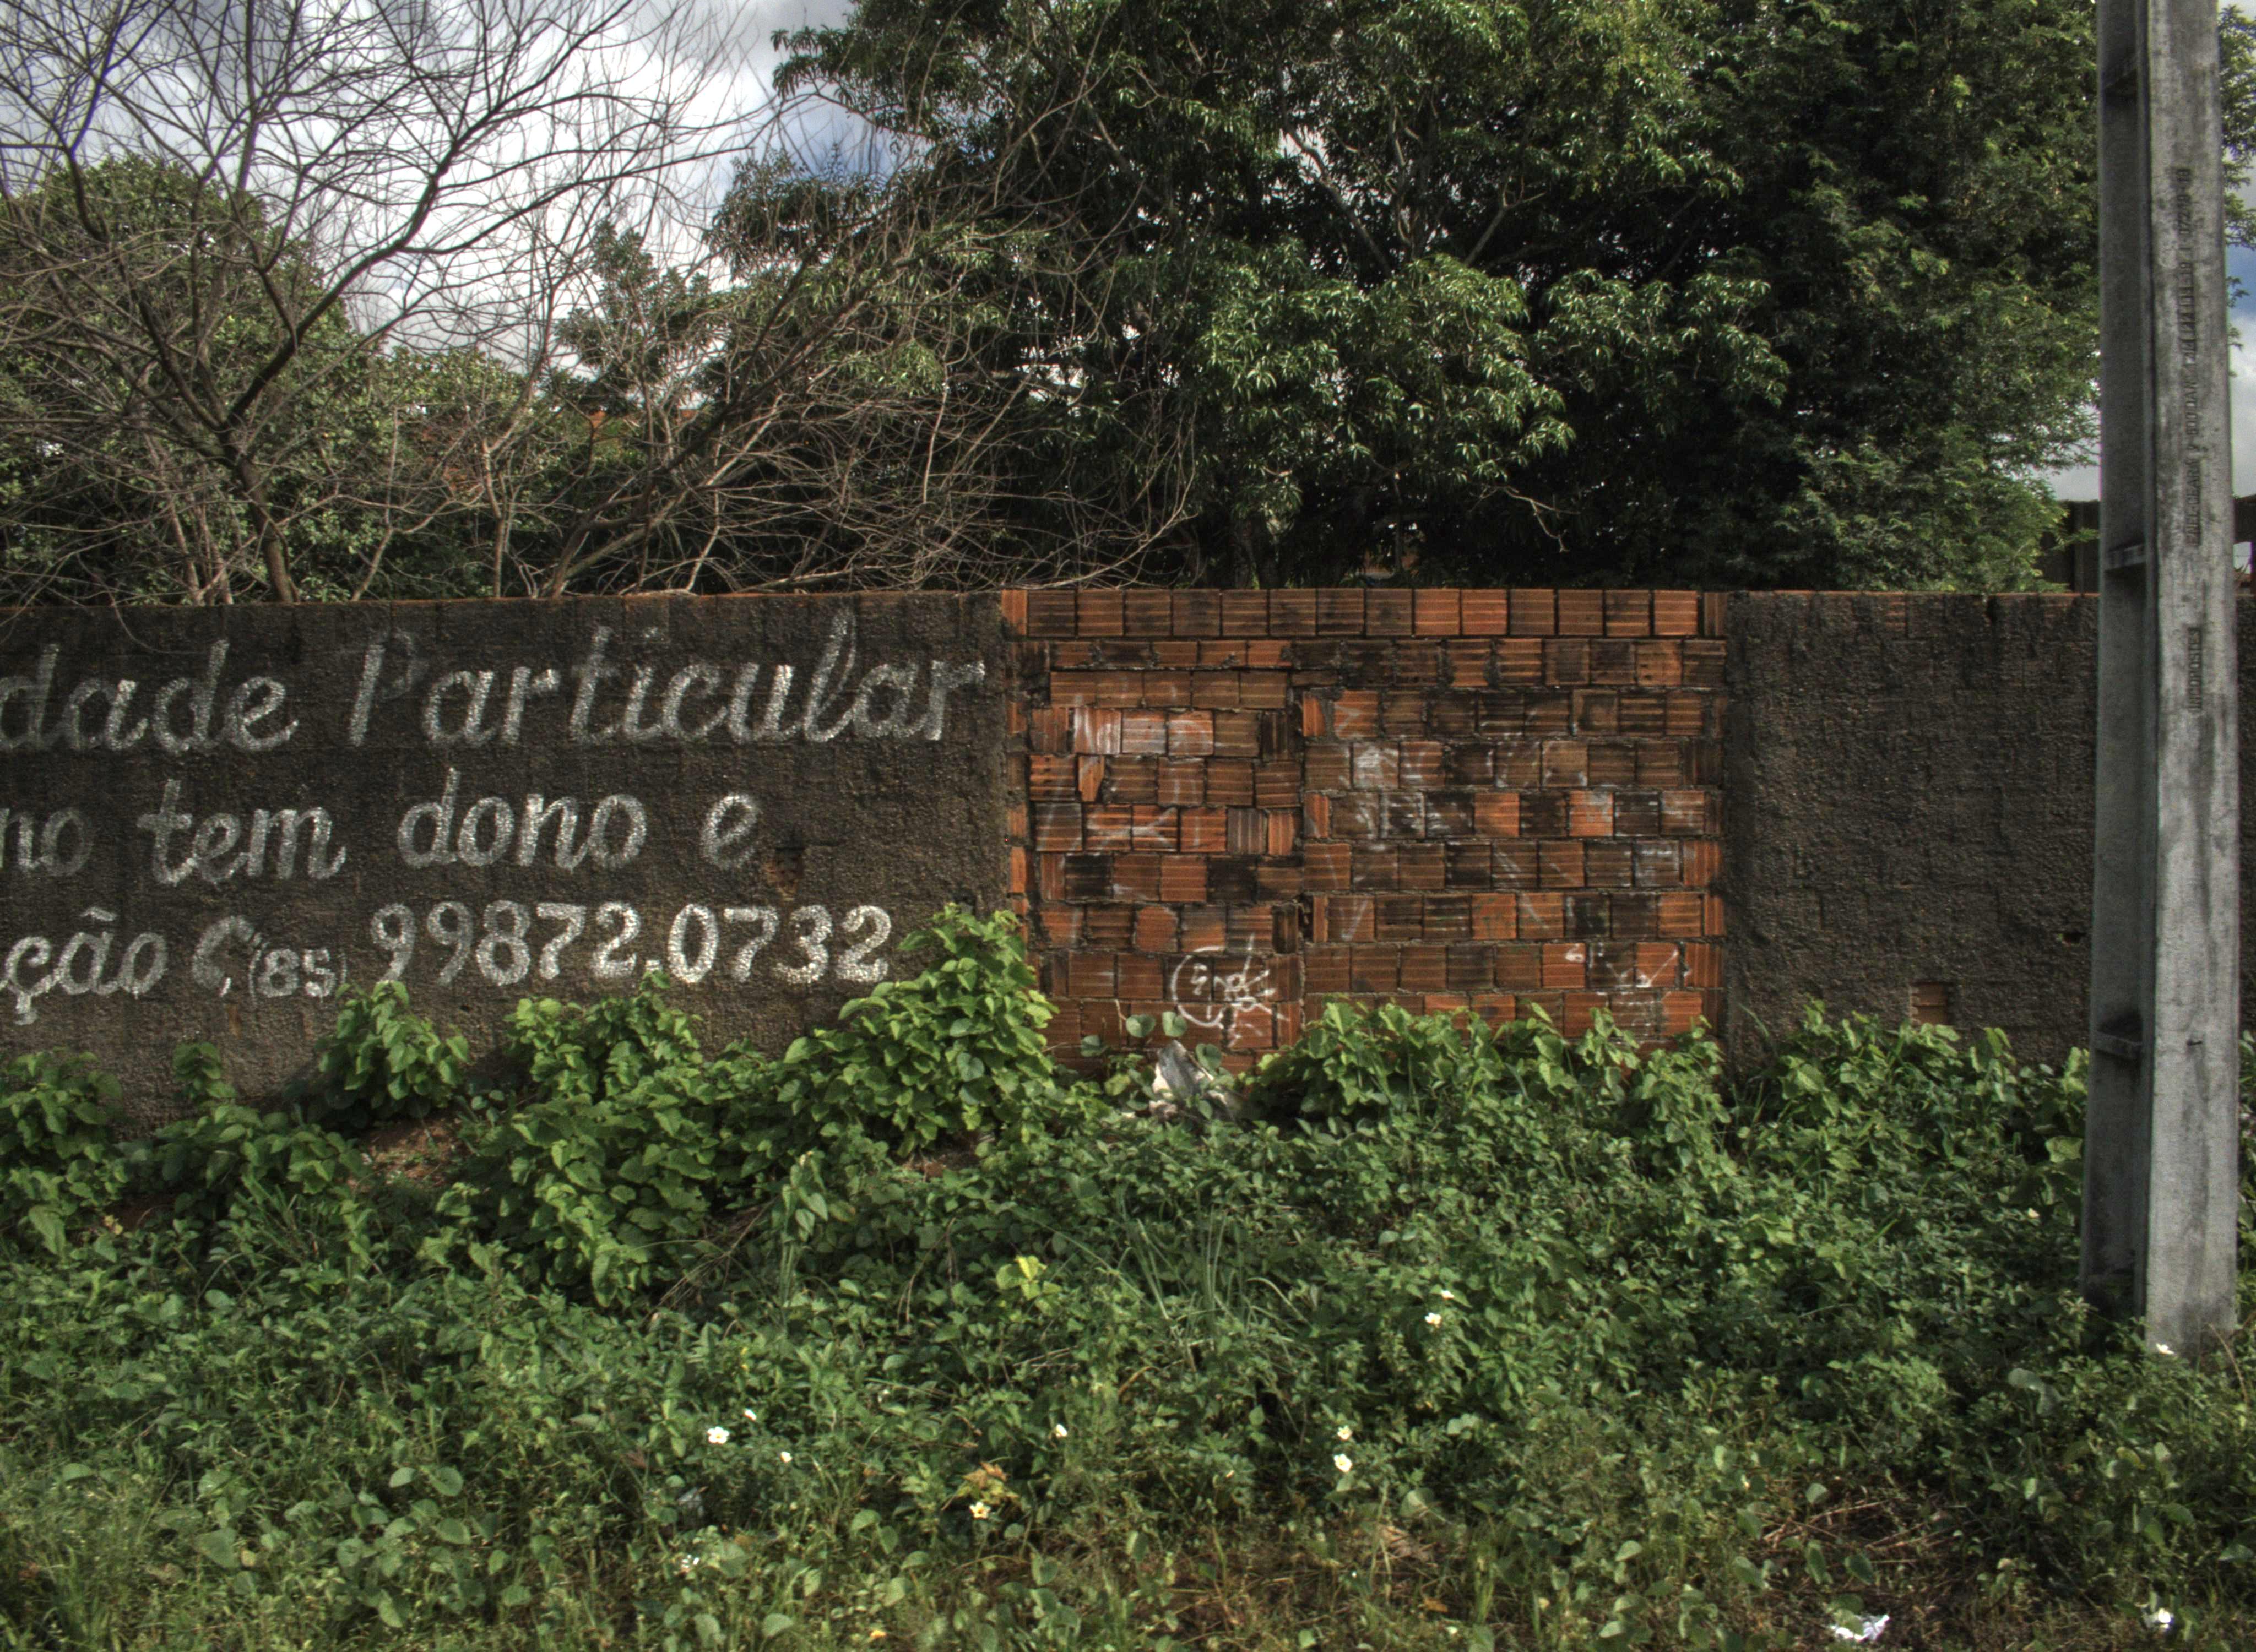 dade Particular
no tem dono e
ção (85) 99872.0732